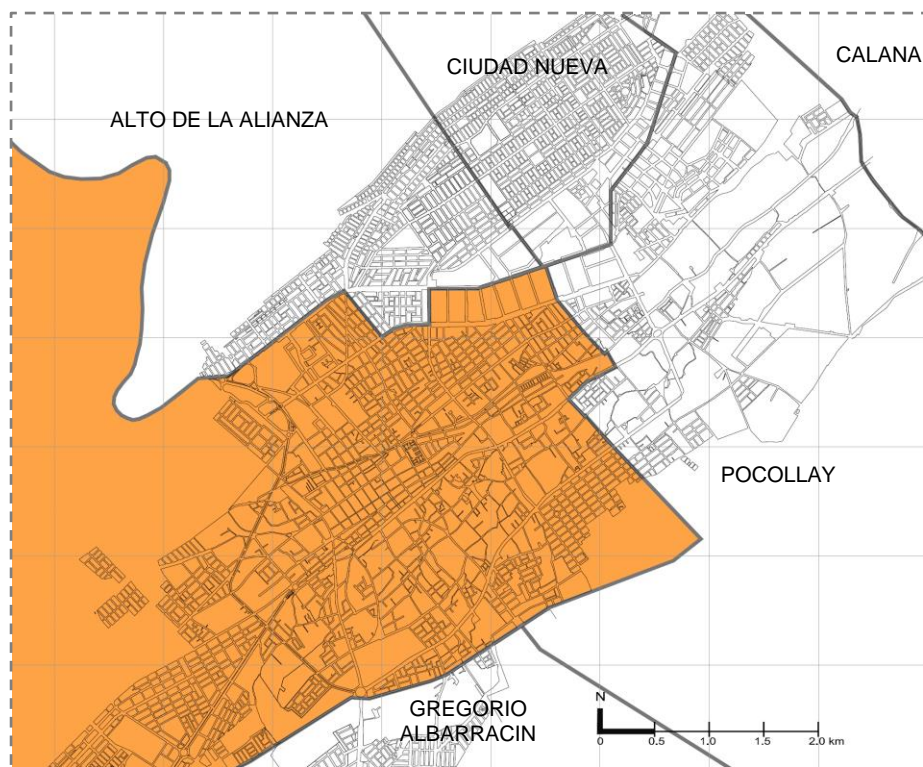 CIUDAD NUEVA
CALANA
ALTO DE LA ALIANZA
POCOLLAY
GREGORIO
ALBARRACIN
N
0 0.5 1.0 1.5 2.0 km